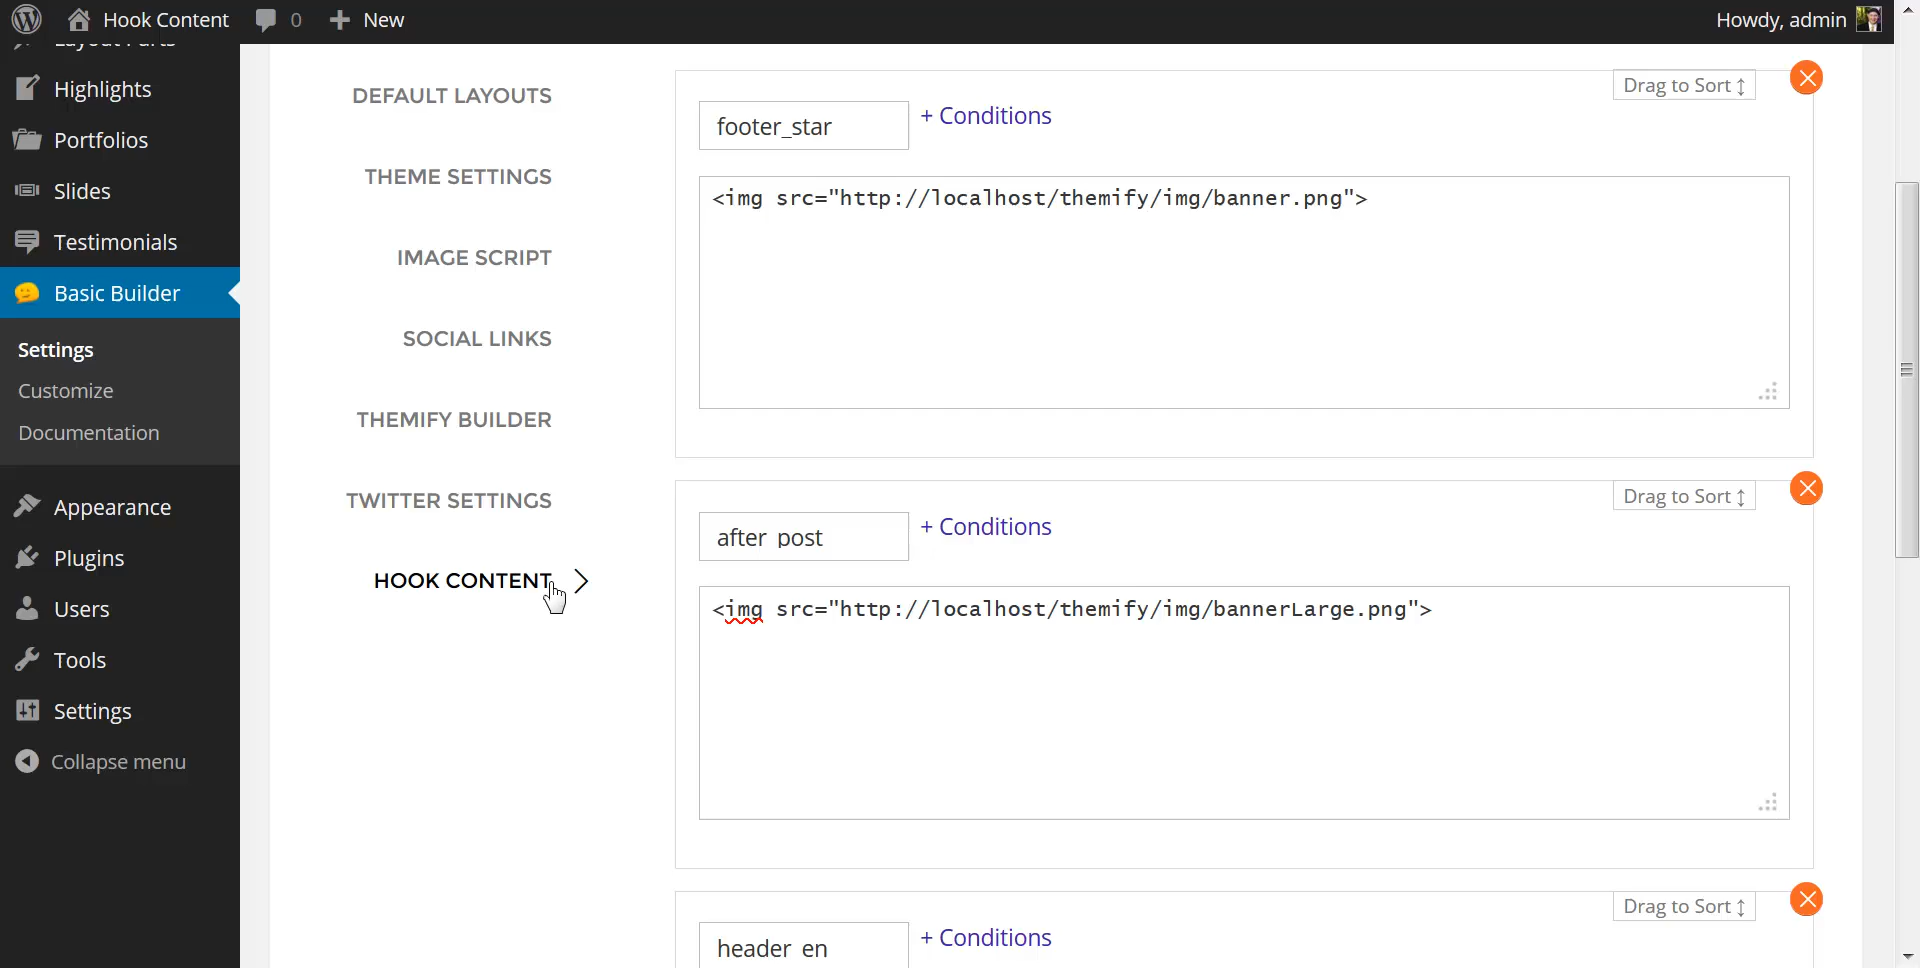 Hook Content
0
New
Howdy, admin
Layout Parts
Highlights
Portfolios
Slides
Testimonials
Basic Builder
Settings
Customize
Documentation
Appearance
Plugins
Users
Tools
Settings
Collapse menu
DEFAULT LAYOUTS
THEME SETTINGS
IMAGE SCRIPT
SOCIAL LINKS
THEMIFY BUILDER
TWITTER SETTINGS
HOOK CONTENT
Drag to Sort ↕
footer_star
+ Conditions
<img src="http://localhost/themify/img/banner.png">
Drag to Sort ↕
after_post
+ Conditions
<img src="http://localhost/themify/img/bannerLarge.png">
Drag to Sort ↕
header_en
+ Conditions